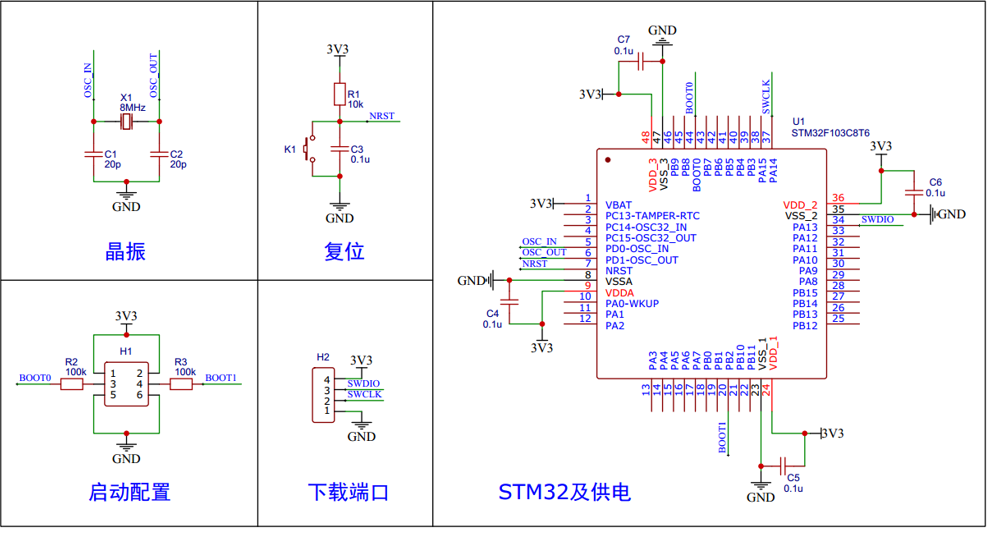 OSC_IN
OSC_OUT
X1
8MHz
C1
20p
C2
20p
GND
晶振
3V3
R1
10k
NRST
K1
C3
0.1u
GND
复位
3V3
H1
R2
100k
R3
100k
BOOT0
BOOT1
1 2
3 4
5 6
GND
启动配置
H2
3V3
4
3
2
1
SWDIO
SWCLK
GND
下载端口
GND
C7
0.1u
3V3
BOOT0
SWCLK
U1
STM32F103C8T6
48 47 46 45 44 43 42 41 40 39 38 37
VDD_3
VSS_3
PB9
PB8
BOOT0
PB7
PB6
PB5
PB4
PB3
PA15
PA14
3V3
OSC_IN
OSC_OUT
NRST
GND
C4
0.1u
3V3
1 VBAT
2 PC13-TAMPER-RTC
3 PC14-OSC32_IN
4 PC15-OSC32_OUT
5 PD0-OSC_IN
6 PD1-OSC_OUT
7 NRST
8 VSSA
9 VDDA
10 PA0-WKUP
11 PA1
12 PA2
3V3
C6
0.1u
GND
SWDIO
VDD_2 36
VSS_2 35
PA13 34
PA12 33
PA11 32
PA10 31
PA9 30
PA8 29
PB15 28
PB14 27
PB13 26
PB12 25
PA3
PA4
PA5
PA6
PA7
PB0
PB1
PB2
PB10
PB11
VSS_1
VDD_1
13 14 15 16 17 18 19 20 21 22 23 24
BOOT1
3V3
C5
0.1u
GND
STM32及供电